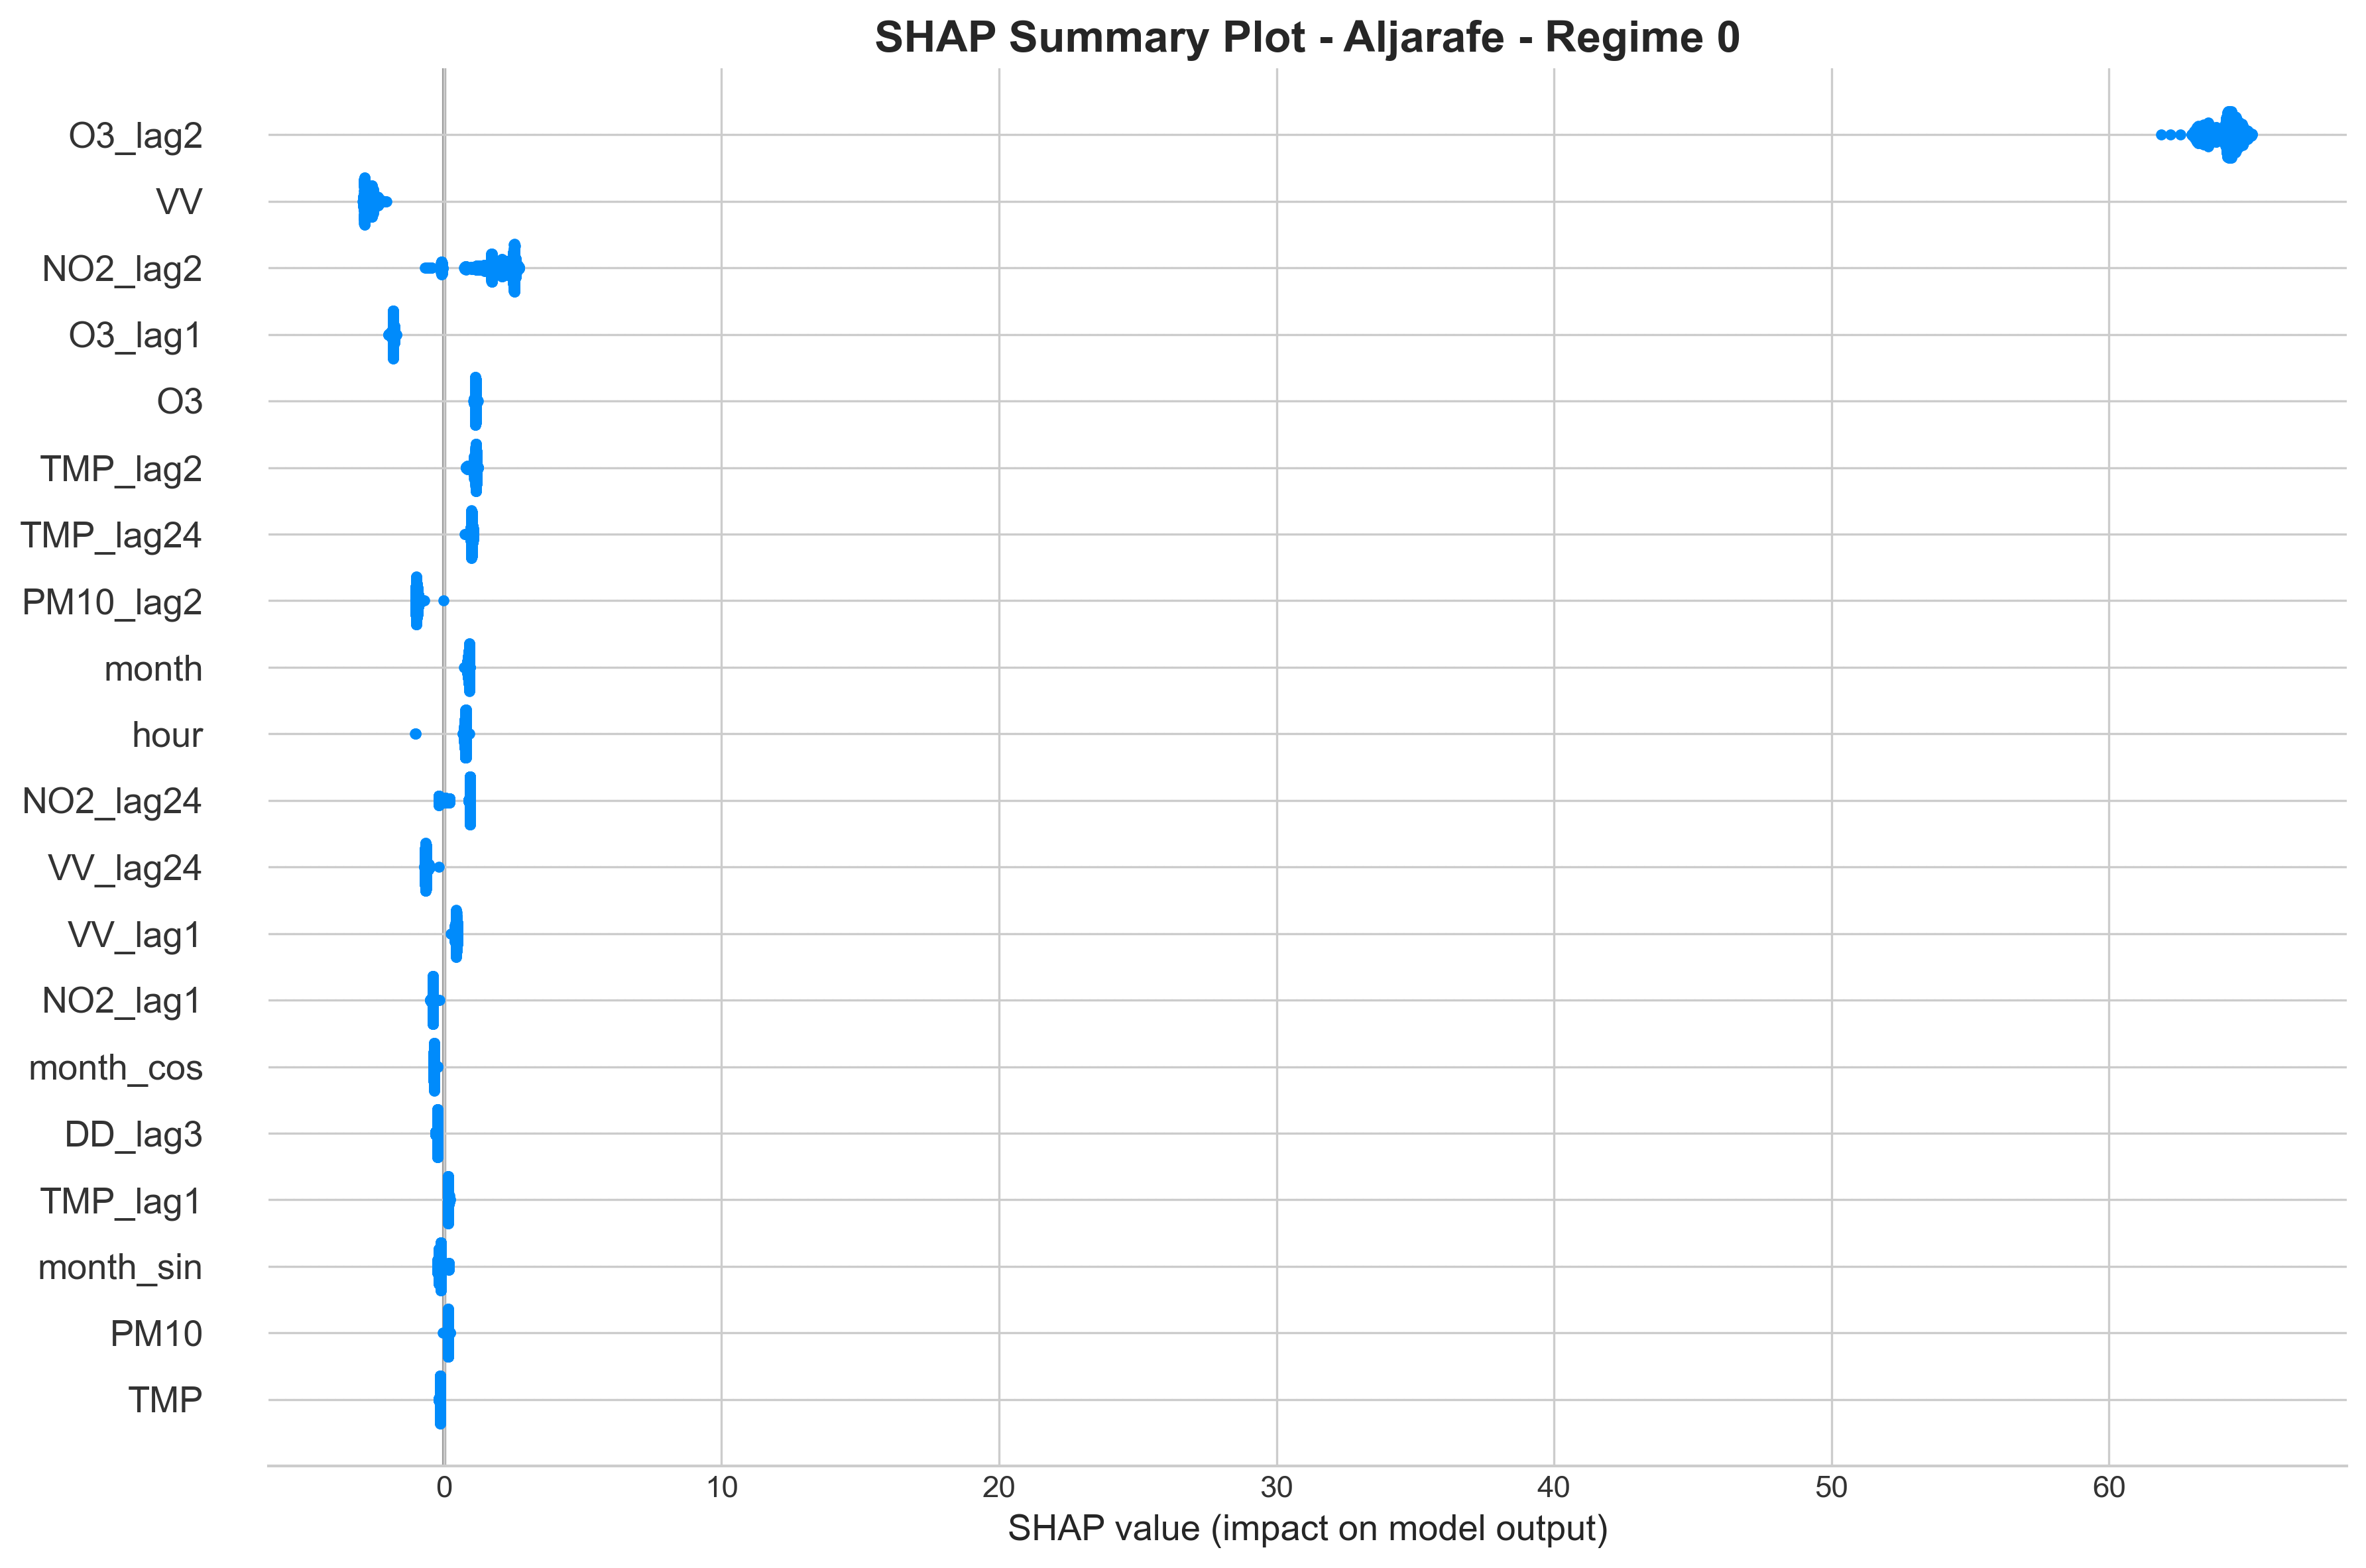 SHAP Summary Plot - Aljarafe - Regime 0
O3_lag2
VV
NO2_lag2
O3_lag1
O3
TMP_lag2
TMP_lag24
PM10_lag2
month
hour
NO2_lag24
VV_lag24
VV_lag1
NO2_lag1
month_cos
DD_lag3
TMP_lag1
month_sin
PM10
TMP
0 10 20 30 40 50 60
SHAP value (impact on model output)